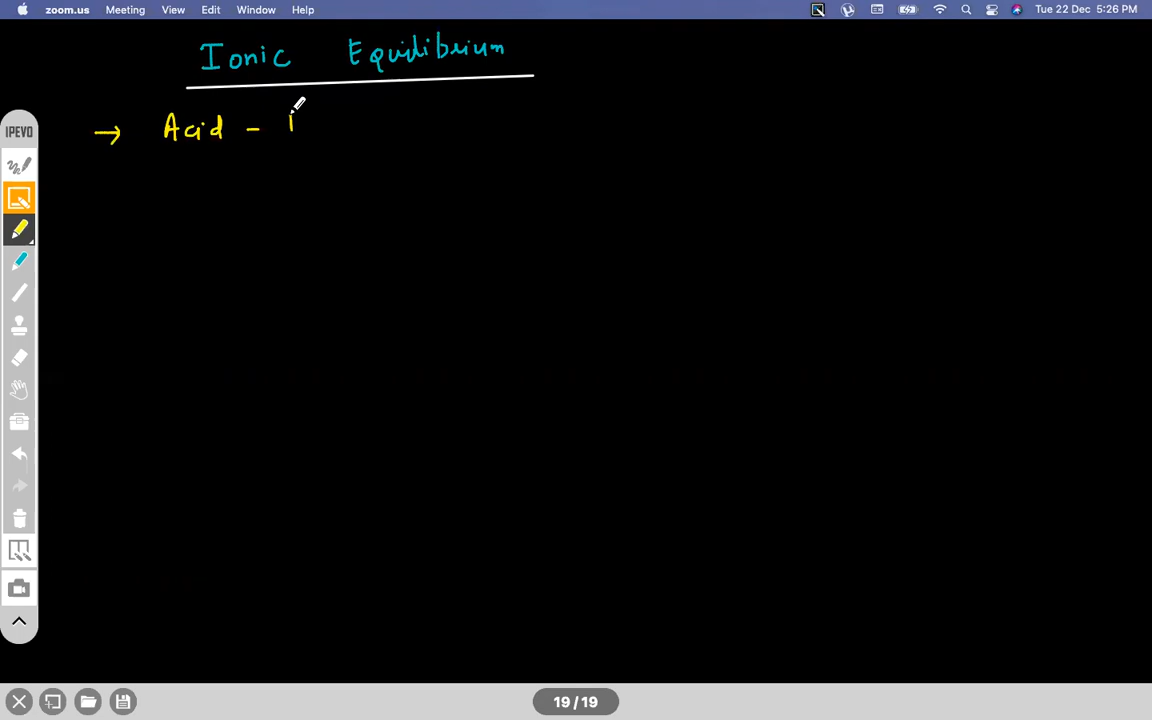 zoom.us Meeting View Edit Window Help Tue 22 Dec 5:26 PM
Ionic Equilibrium
→ Acid -
IPEVO
19/19